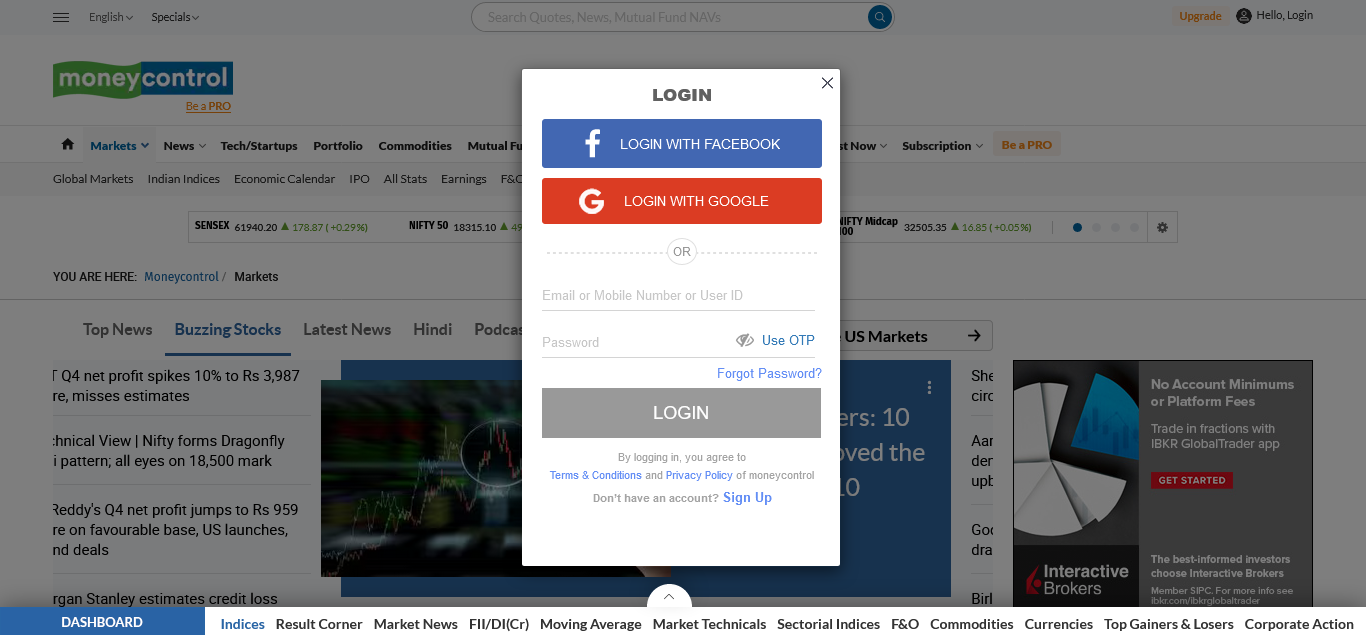 English
Specials
Search Quotes, News, Mutual Fund NAVs
Upgrade
Hello, Login
moneycontrol
Be a PRO
Markets
News
Tech/Startups
Portfolio
Commodities
Mutual Fu
st Now
Subscription
Be a PRO
Global Markets
Indian Indices
Economic Calendar
IPO
All Stats
Earnings
F&O
SENSEX 61940.20 178.87 ( +0.29%)
NIFTY 50 18315.10 49
NIFTY Midcap 100 32505.35 16.85 ( +0.05%)
YOU ARE HERE: Moneycontrol / Markets
Top News
Buzzing Stocks
Latest News
Hindi
Podcas
US Markets
Q4 net profit spikes 10% to Rs 3,987
re, misses estimates
hnical View | Nifty forms Dragonfly
i pattern; all eyes on 18,500 mark
Reddy's Q4 net profit jumps to Rs 959
re on favourable base, US launches,
nd deals
rgan Stanley estimates credit loss
ers: 10
oved the
10
She
circ
Aar
der
upb
Goo
dra
Birl
LOGIN
LOGIN WITH FACEBOOK
LOGIN WITH GOOGLE
OR
Email or Mobile Number or User ID
Password
Use OTP
Forgot Password?
LOGIN
By logging in, you agree to
Terms & Conditions and Privacy Policy of moneycontrol
Don't have an account? Sign Up
No Account Minimums
or Platform Fees
Trade in fractions with
IBKR GlobalTrader app
GET STARTED
InteractiveBrokers
The best-informed investors
choose Interactive Brokers
Member SIPC. For more info see
ibkr.com/ibkrglobaltrader
DASHBOARD
Indices
Result Corner
Market News
FII/DI(Cr)
Moving Average
Market Technicals
Sectorial Indices
F&O
Commodities
Currencies
Top Gainers & Losers
Corporate Action